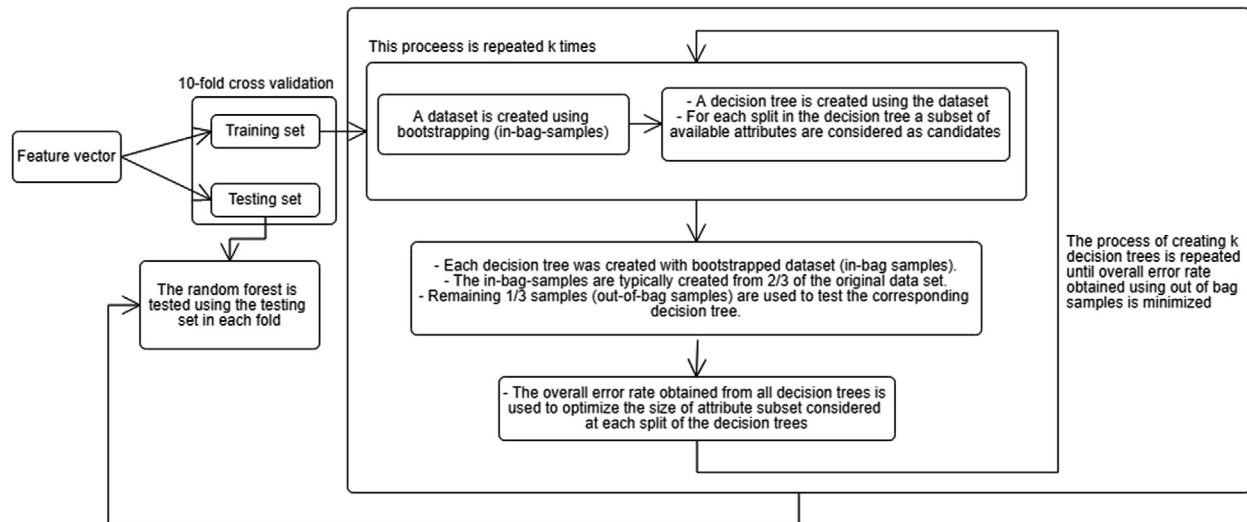 This proceess is repeated k times
10-fold cross validation
Feature vector
Training set
Testing set
A dataset is created using
bootstrapping (in-bag-samples)
- A decision tree is created using the dataset
- For each split in the decision tree a subset of
available attributes are considered as candidates
The random forest is
tested using the testing
set in each fold
- Each decision tree was created with bootstrapped dataset (in-bag samples).
- The in-bag-samples are typically created from 2/3 of the original data set.
- Remaining 1/3 samples (out-of-bag samples) are used to test the corresponding
decision tree.
- The overall error rate obtained from all decision trees is
used to optimize the size of attribute subset considered
at each split of the decision trees
The process of creating k
decision trees is repeated
until overall error rate
obtained using out of bag
samples is minimized